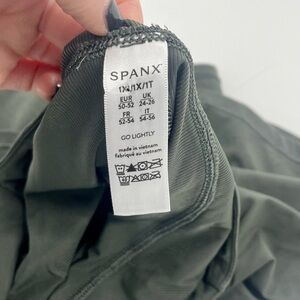 SPANX
1X/1X/1T
EUR UK
50-52 24-26
FR IT
52-54 54-56
GO LIGHTLY
made in vietnam
fabriqué au vietnam